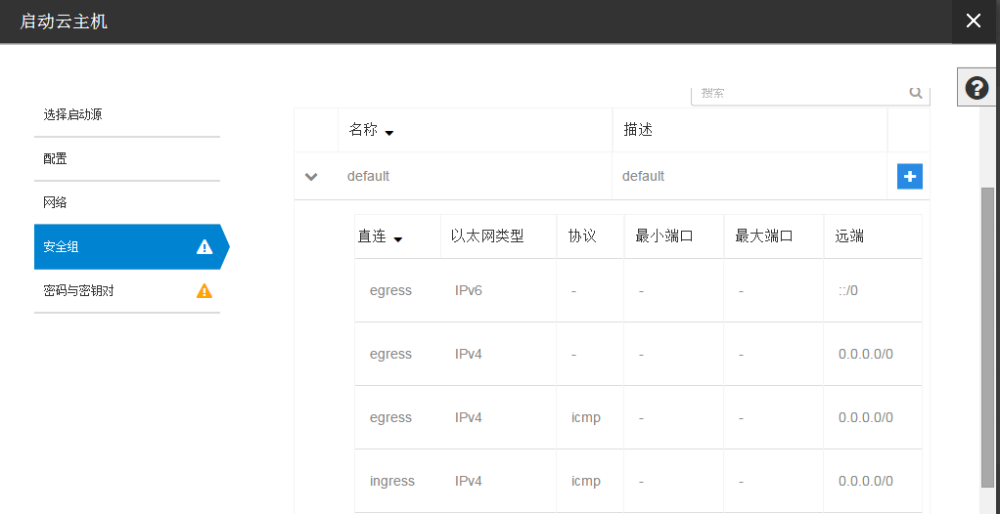 启动云主机
选择启动源
配置
网络
安全组
密码与密钥对
搜索
名称 描述
default default
直连 以太网类型 协议 最小端口 最大端口 远端
egress IPv6 - - - ::/0
egress IPv4 - - - 0.0.0.0/0
egress IPv4 icmp - - 0.0.0.0/0
ingress IPv4 icmp - - 0.0.0.0/0